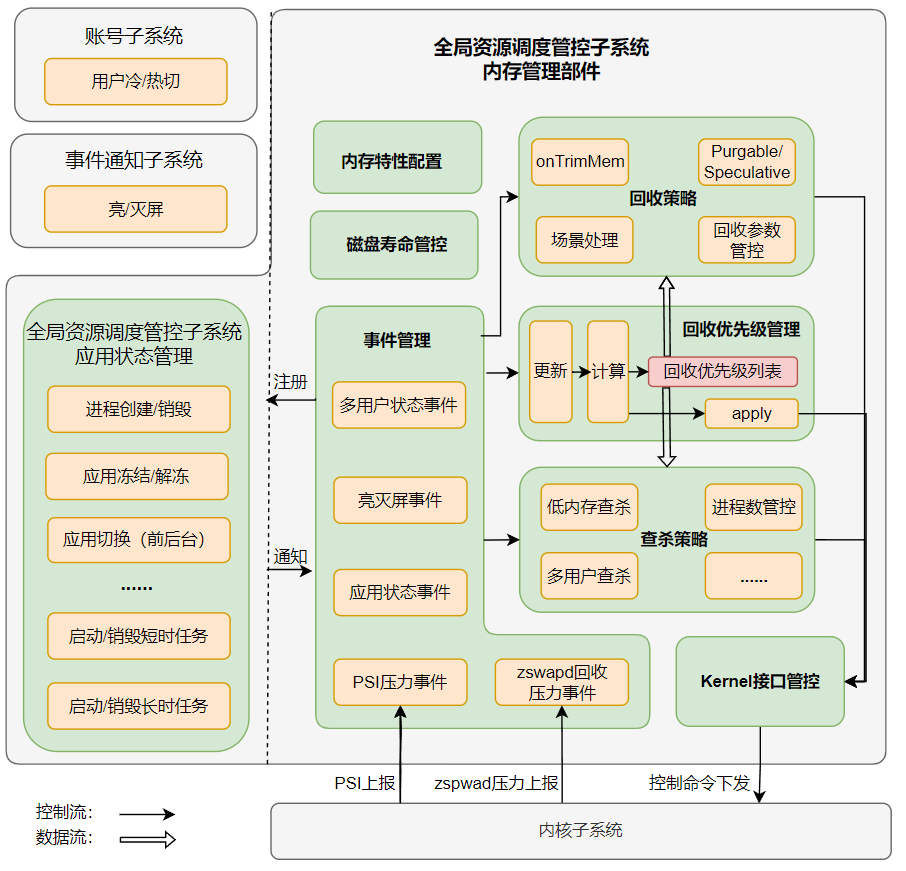 账号子系统
用户冷/热切
事件通知子系统
亮/灭屏
全局资源调度管控子系统
应用状态管理
进程创建/销毁
应用冻结/解冻
应用切换（前后台）
......
启动/销毁短时任务
启动/销毁长时任务
注册
通知
全局资源调度管控子系统
内存管理部件
内存特性配置
磁盘寿命管控
事件管理
多用户状态事件
亮灭屏事件
应用状态事件
PSI压力事件
zswapd回收
压力事件
onTrimMem
Purgable/
Speculative
回收策略
场景处理
回收参数
管控
回收优先级管理
更新
计算
回收优先级列表
apply
低内存查杀
进程数管控
查杀策略
多用户查杀
......
Kernel接口管控
PSI上报
zspwad压力上报
控制命令下发
内核子系统
控制流：
数据流：